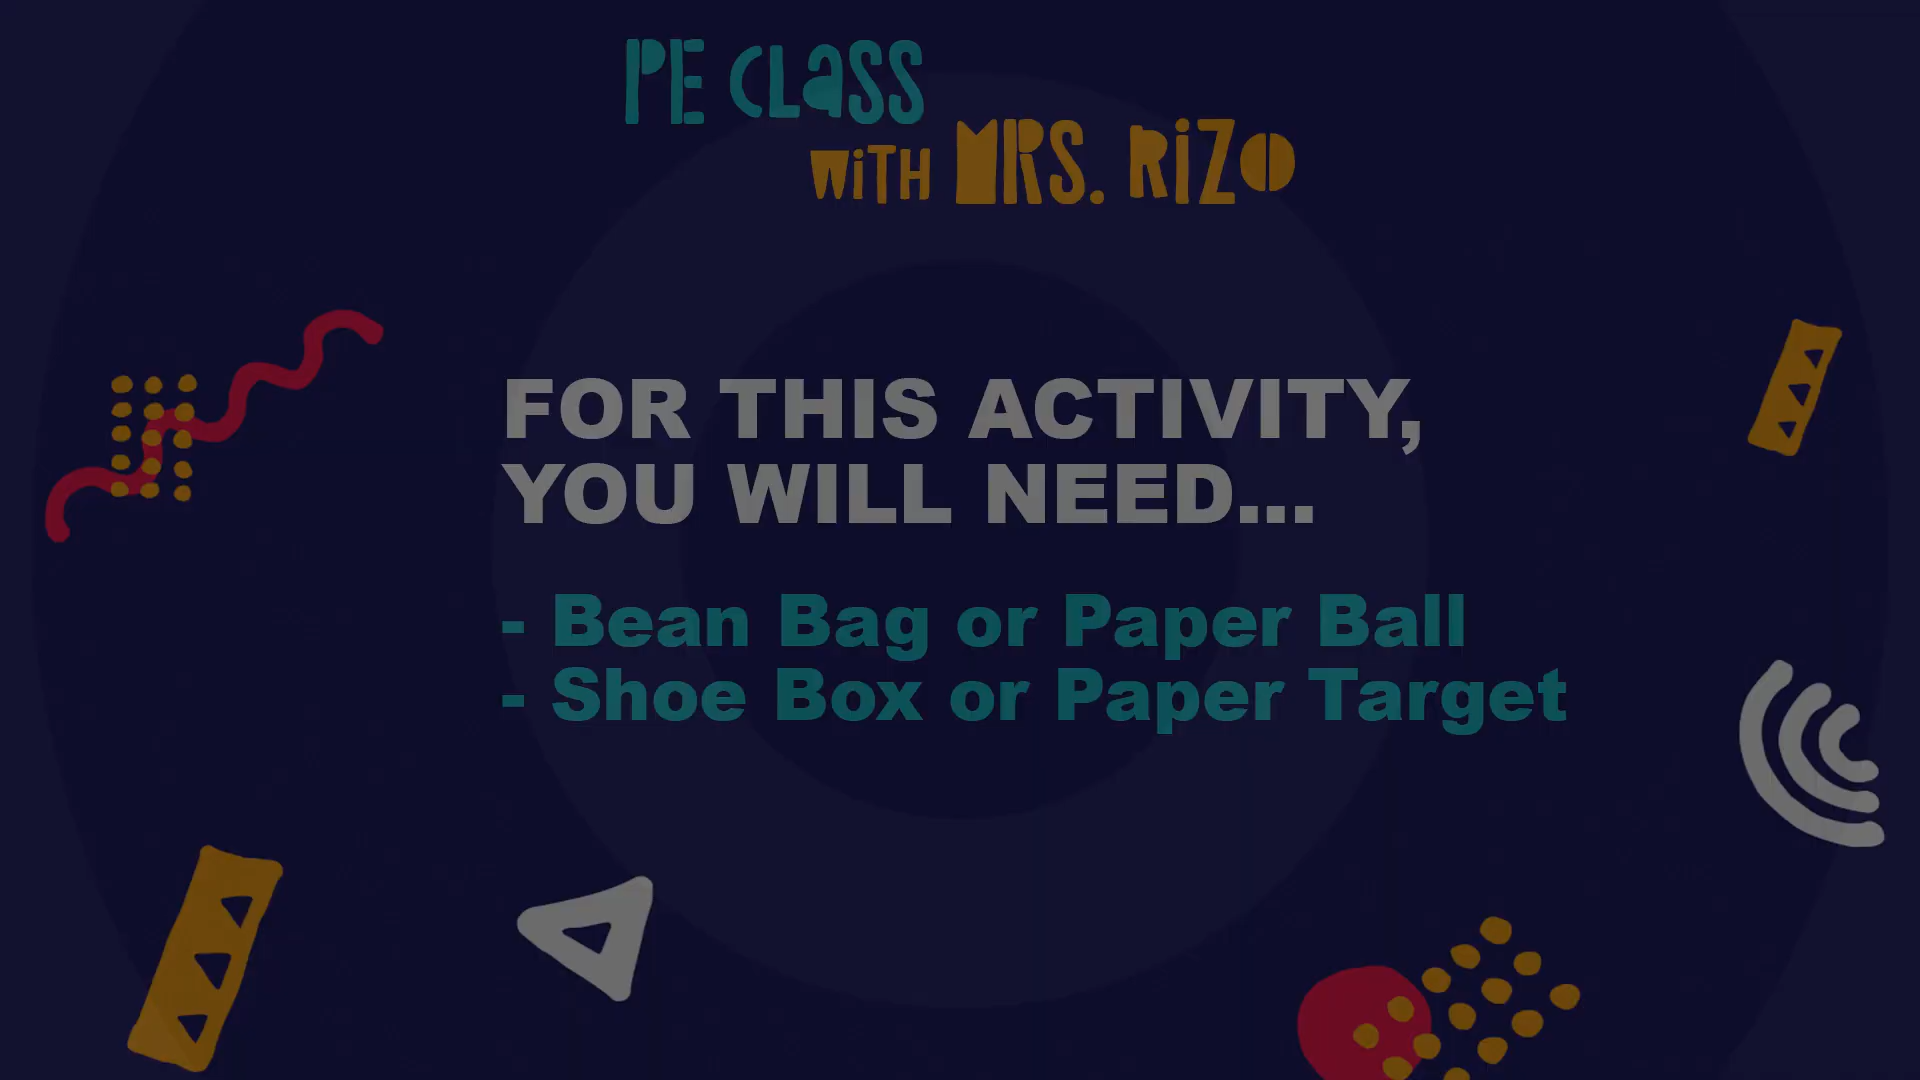 PE CLaSS
WiTH MRS. RiZO
FOR THIS ACTIVITY,
YOU WILL NEED...
- Bean Bag or Paper Ball
- Shoe Box or Paper Target